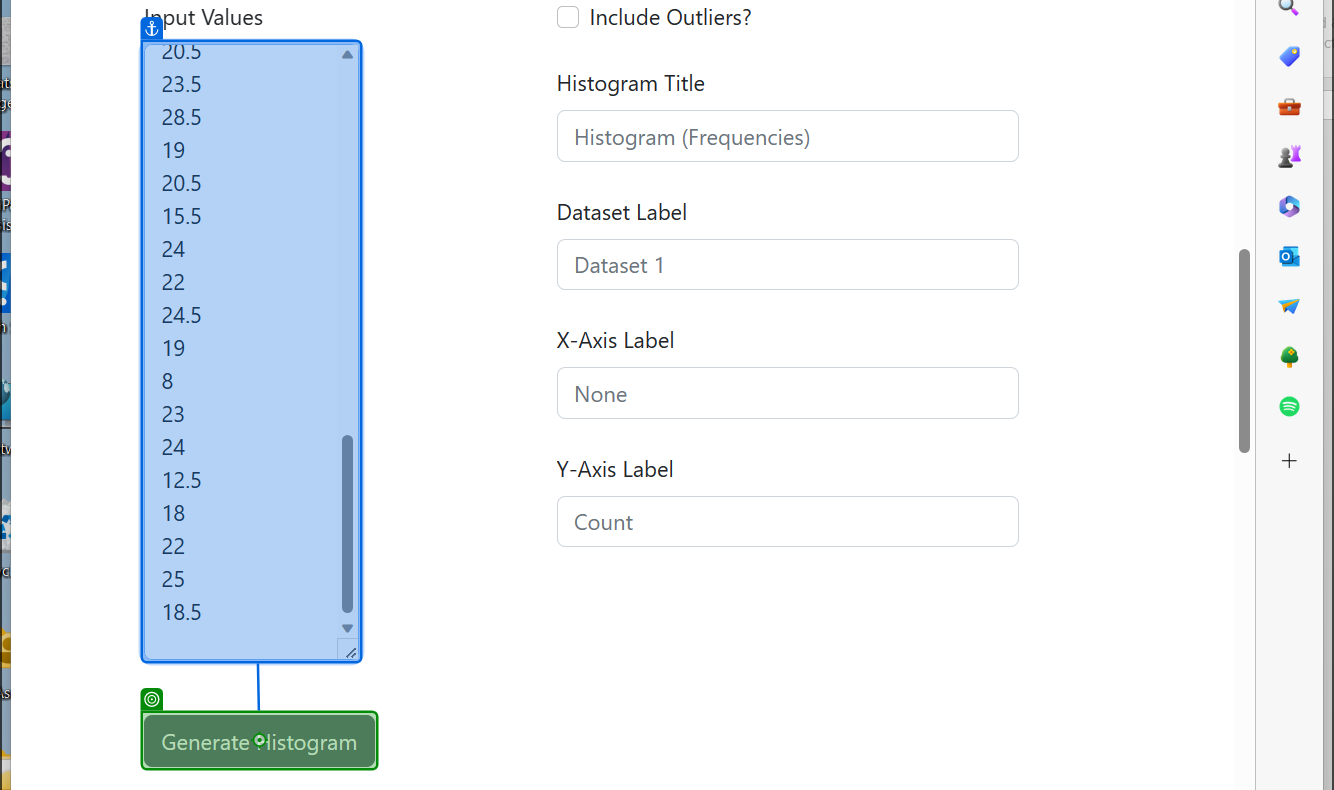 Input Values
20.5
23.5
28.5
19
20.5
15.5
24
22
24.5
19
8
23
24
12.5
18
22
25
18.5
Generate Histogram
Include Outliers?
Histogram Title
Histogram (Frequencies)
Dataset Label
Dataset 1
X-Axis Label
None
Y-Axis Label
Count